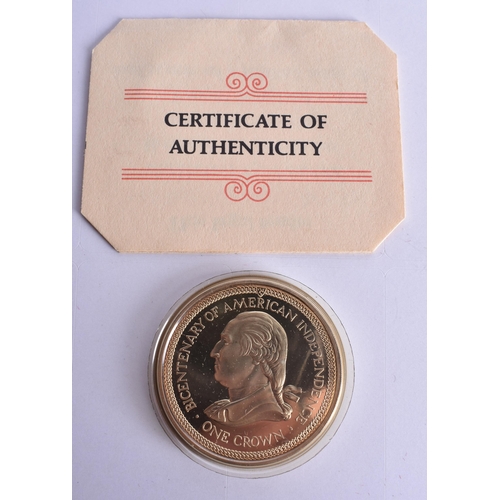 CERTIFICATE OF
AUTHENTICITY
BICENTENARY OF AMERICAN INDEPENDENCE
· ONE CROWN ·